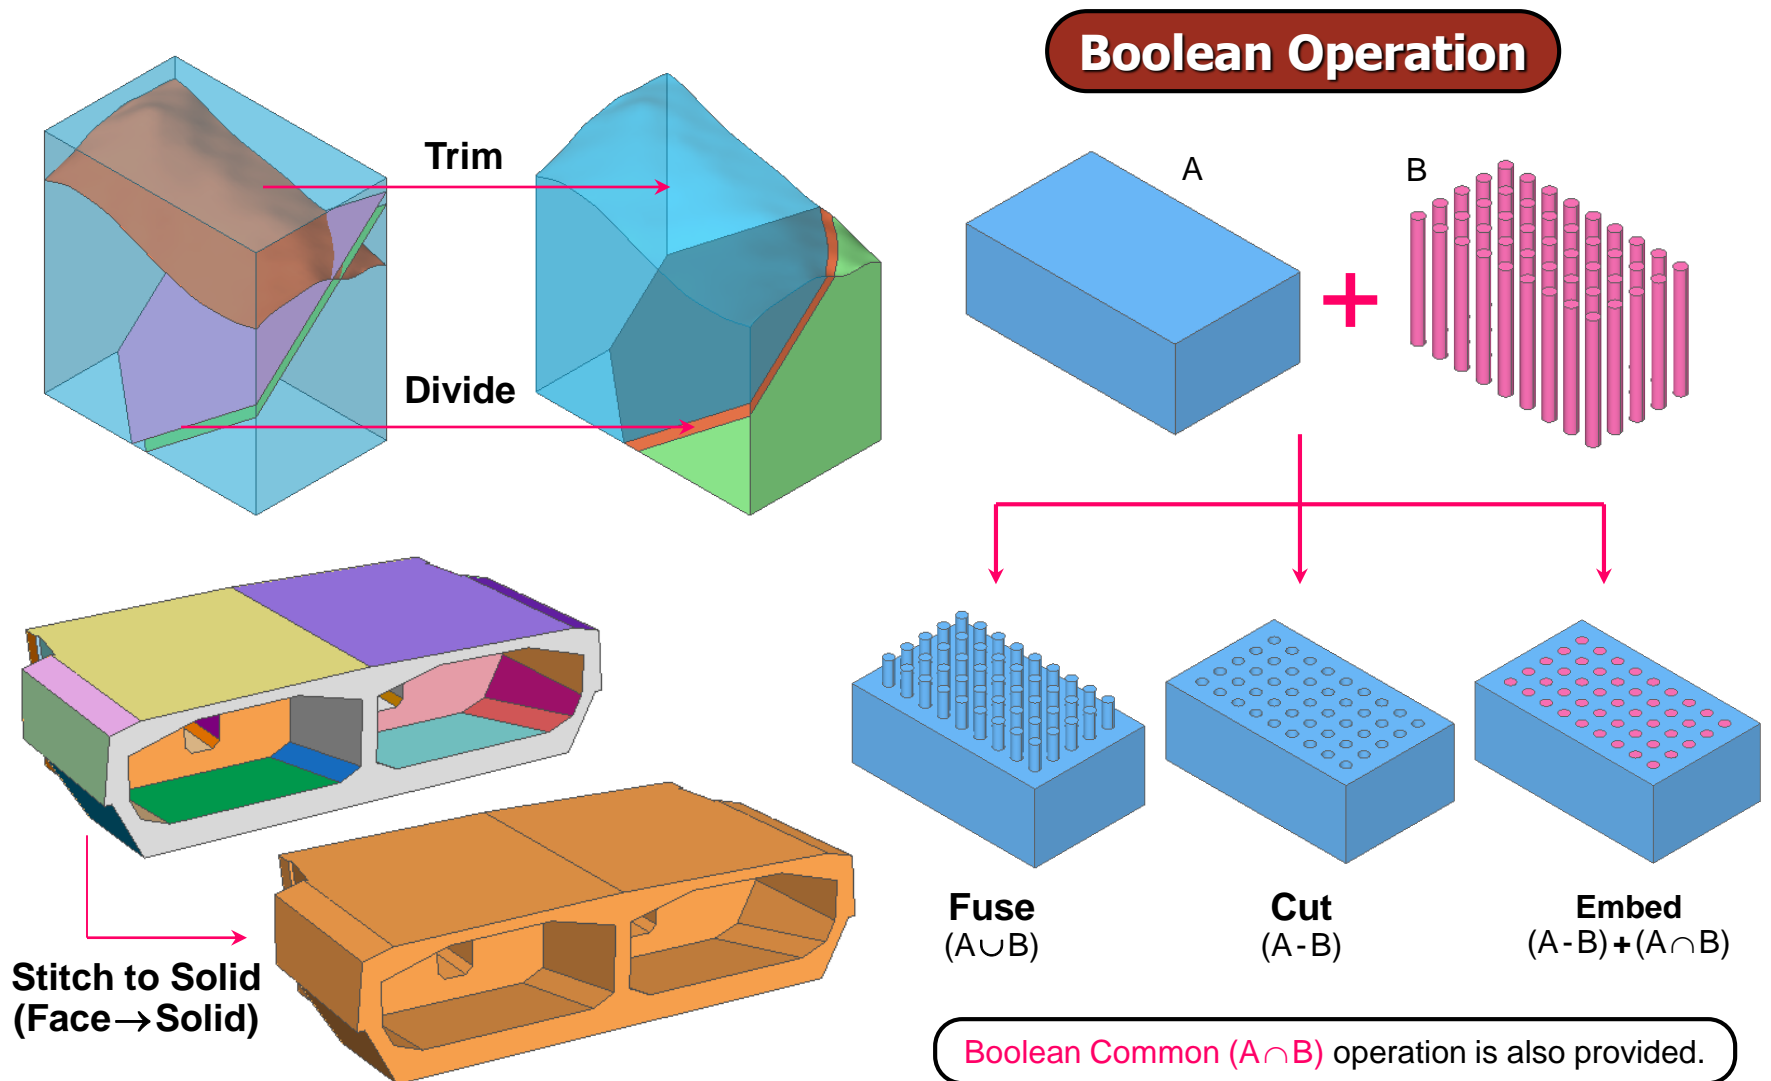 Boolean Operation
Trim
Divide
A
B
Fuse
(A∪B)
Cut
(A-B)
Embed
(A-B)+(A∩B)
Stitch to Solid
(Face→Solid)
Boolean Common (A∩B) operation is also provided.